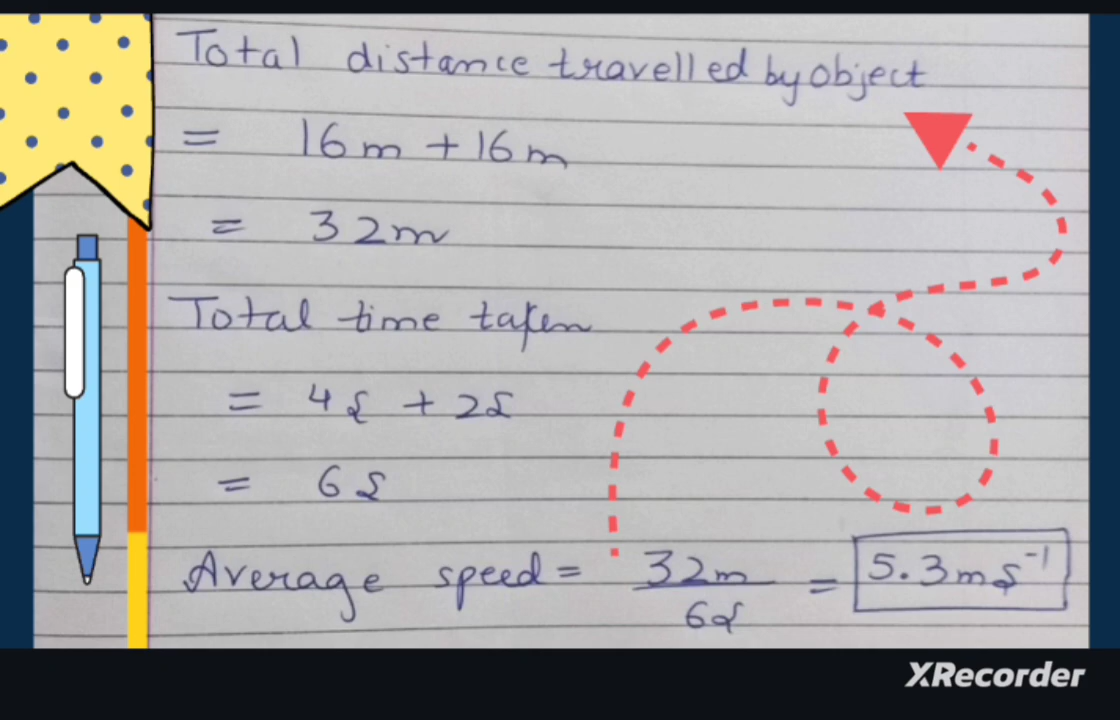 Total distance travelled by object
= 16m + 16m
= 32m
Total time taken
= 4s + 2s
= 6s
Average speed = 32m/6s = 5.3ms⁻¹
XRecorder